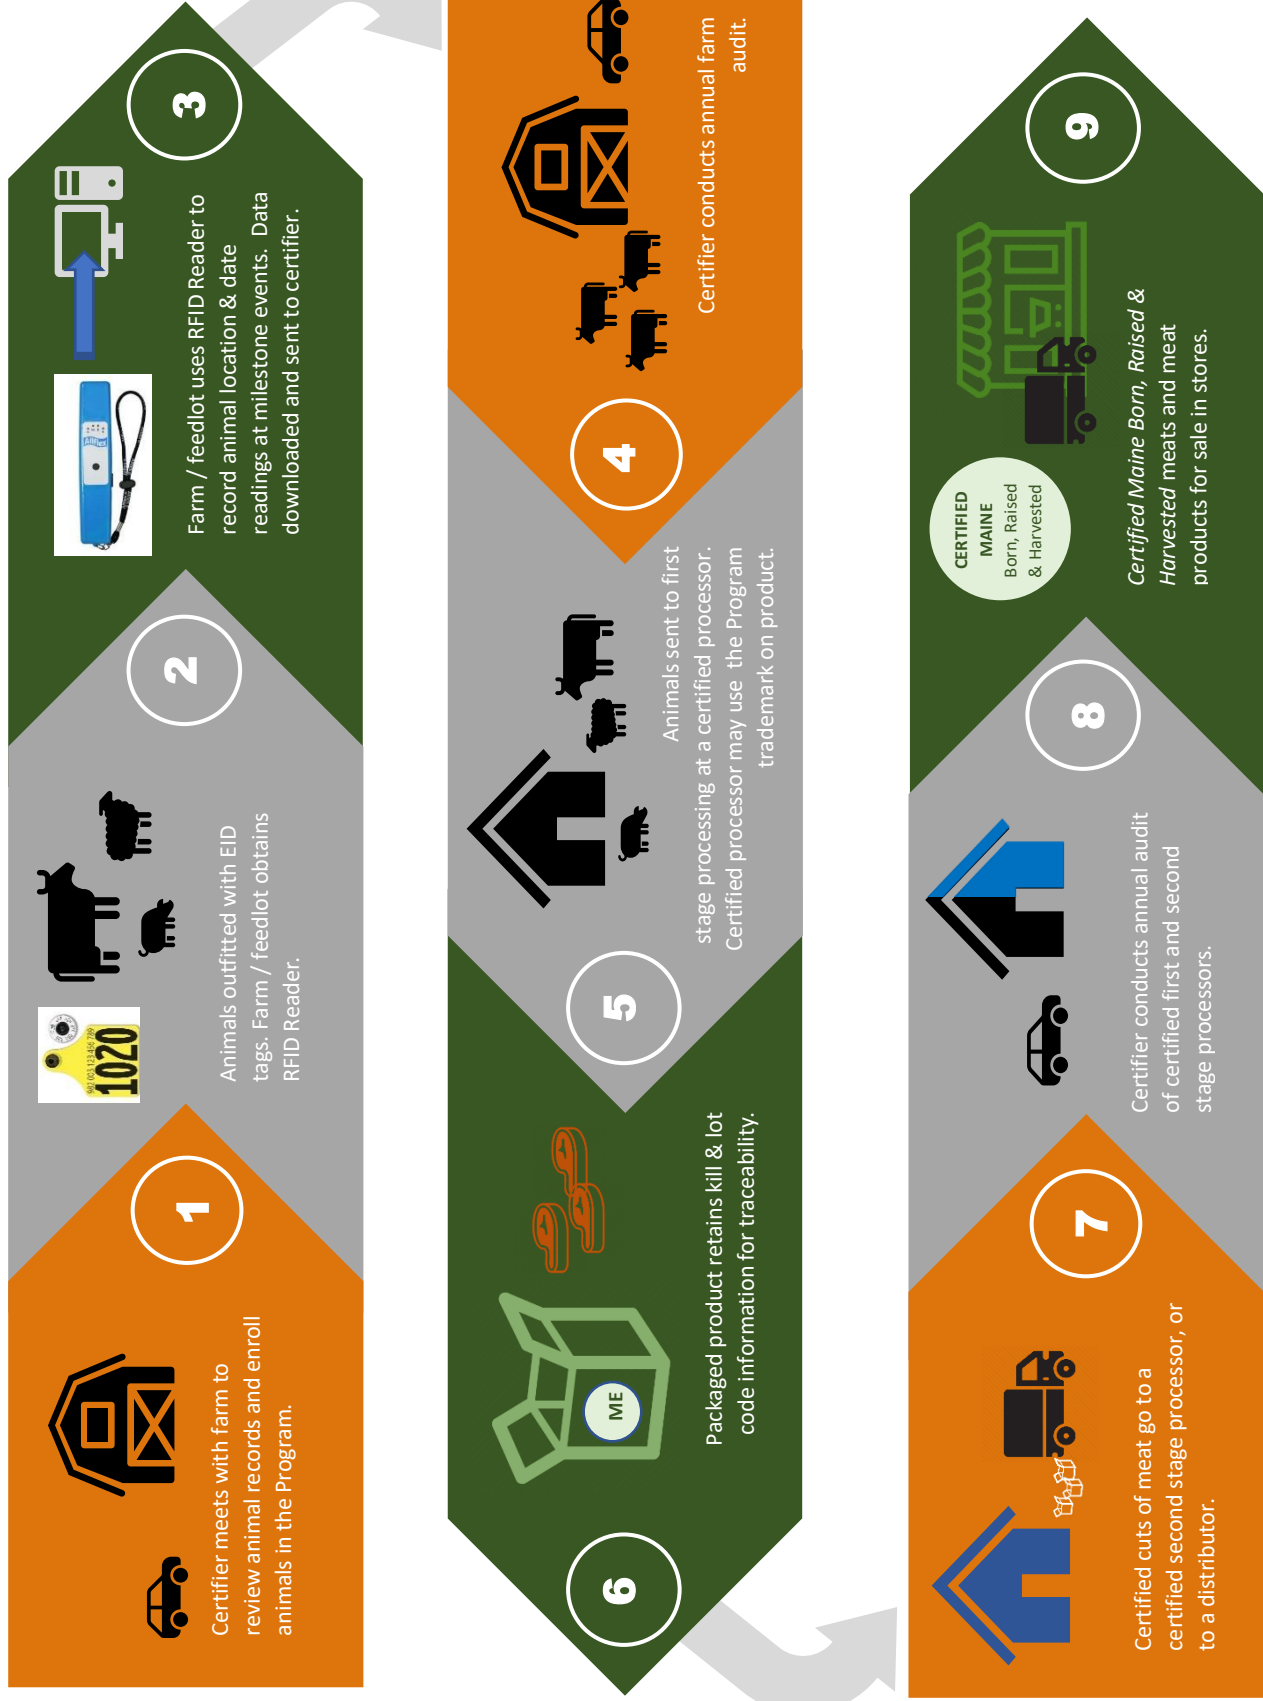 1
Certifier meets with farm to
review animal records and enroll
animals in the Program.
2
982 003 123 456 789
1020
Animals outfitted with EID
tags. Farm / feedlot obtains
RFID Reader.
3
Allflex
Farm / feedlot uses RFID Reader to
record animal location & date
readings at milestone events.  Data
downloaded and sent to certifier.
4
Certifier conducts annual farm
audit.
5
Animals sent to first
stage processing at a certified processor.
Certified processor may use  the Program
trademark on product.
6
ME
Packaged product retains kill & lot
code information for traceability.
7
Certified cuts of meat go to a
certified second stage processor, or
to a distributor.
8
Certifier conducts annual audit
of certified first and second
stage processors.
9
CERTIFIED
MAINE
Born, Raised
& Harvested
Certified Maine Born, Raised &
Harvested meats and meat
products for sale in stores.